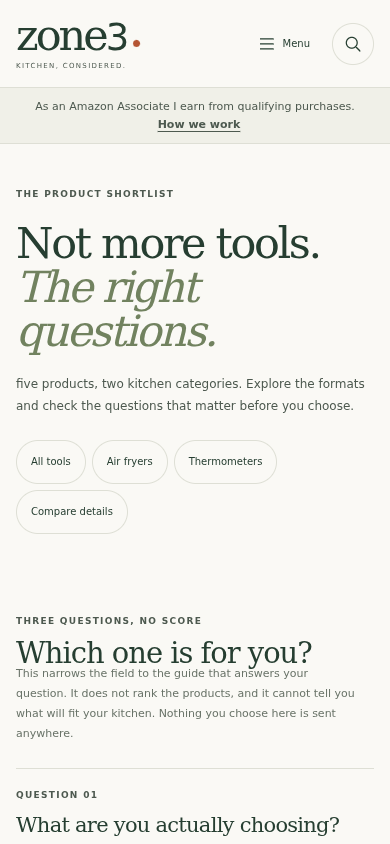 zone3
KITCHEN, CONSIDERED.
Menu
As an Amazon Associate I earn from qualifying purchases.
How we work
THE PRODUCT SHORTLIST
Not more tools.
The right
questions.
five products, two kitchen categories. Explore the formats
and check the questions that matter before you choose.
All tools
Air fryers
Thermometers
Compare details
THREE QUESTIONS, NO SCORE
Which one is for you?
This narrows the field to the guide that answers your
question. It does not rank the products, and it cannot tell you
what will fit your kitchen. Nothing you choose here is sent
anywhere.
QUESTION 01
What are you actually choosing?